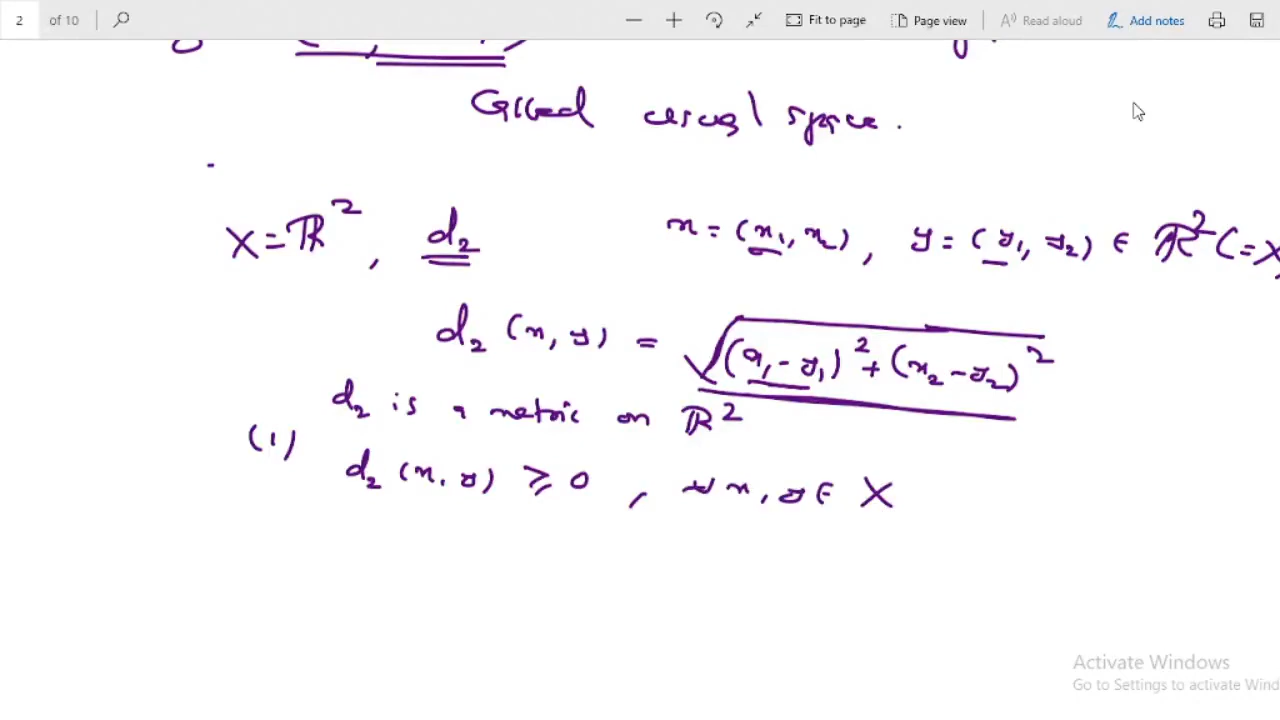 2 of 10 Fit to page Page view Read aloud Add notes
space.
X = ℝ², d₂ x = (x₁, x₂), y = (y₁, y₂) ∈ ℝ² (= X
d₂ (x, y) = √((x₁ - y₁)² + (x₂ - y₂)²)
d₂ is a metric on ℝ²
(1) d₂ (x, y) ⩾ 0, ∀ x, y ∈ X
Activate Windows
Go to Settings to activate Wind